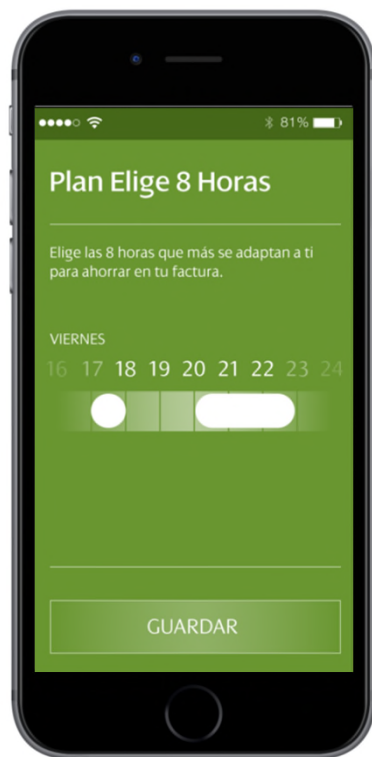 81%
Plan Elige 8 Horas
Elige las 8 horas que más se adaptan a ti
para ahorrar en tu factura.
VIERNES
16 17 18 19 20 21 22 23 24
GUARDAR